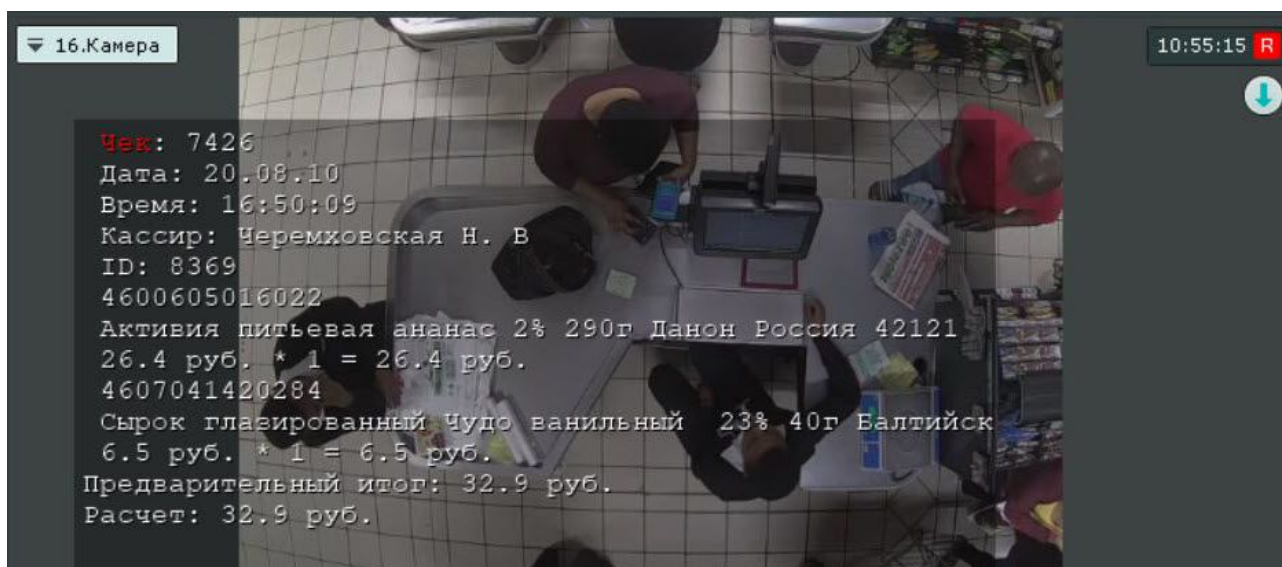 16.Камера
10:55:15 R
Чек: 7426
Дата: 20.08.10
Время: 16:50:09
Кассир: Черемховская Н. В
ID: 8369
4600605016022
Активия питьевая ананас 2% 290г Данон Россия 42121
26.4 руб. * 1 = 26.4 руб.
4607041420284
Сырок глазированный Чудо ванильный 23% 40г Балтийск
6.5 руб. * 1 = 6.5 руб.
Предварительный итог: 32.9 руб.
Расчет: 32.9 руб.